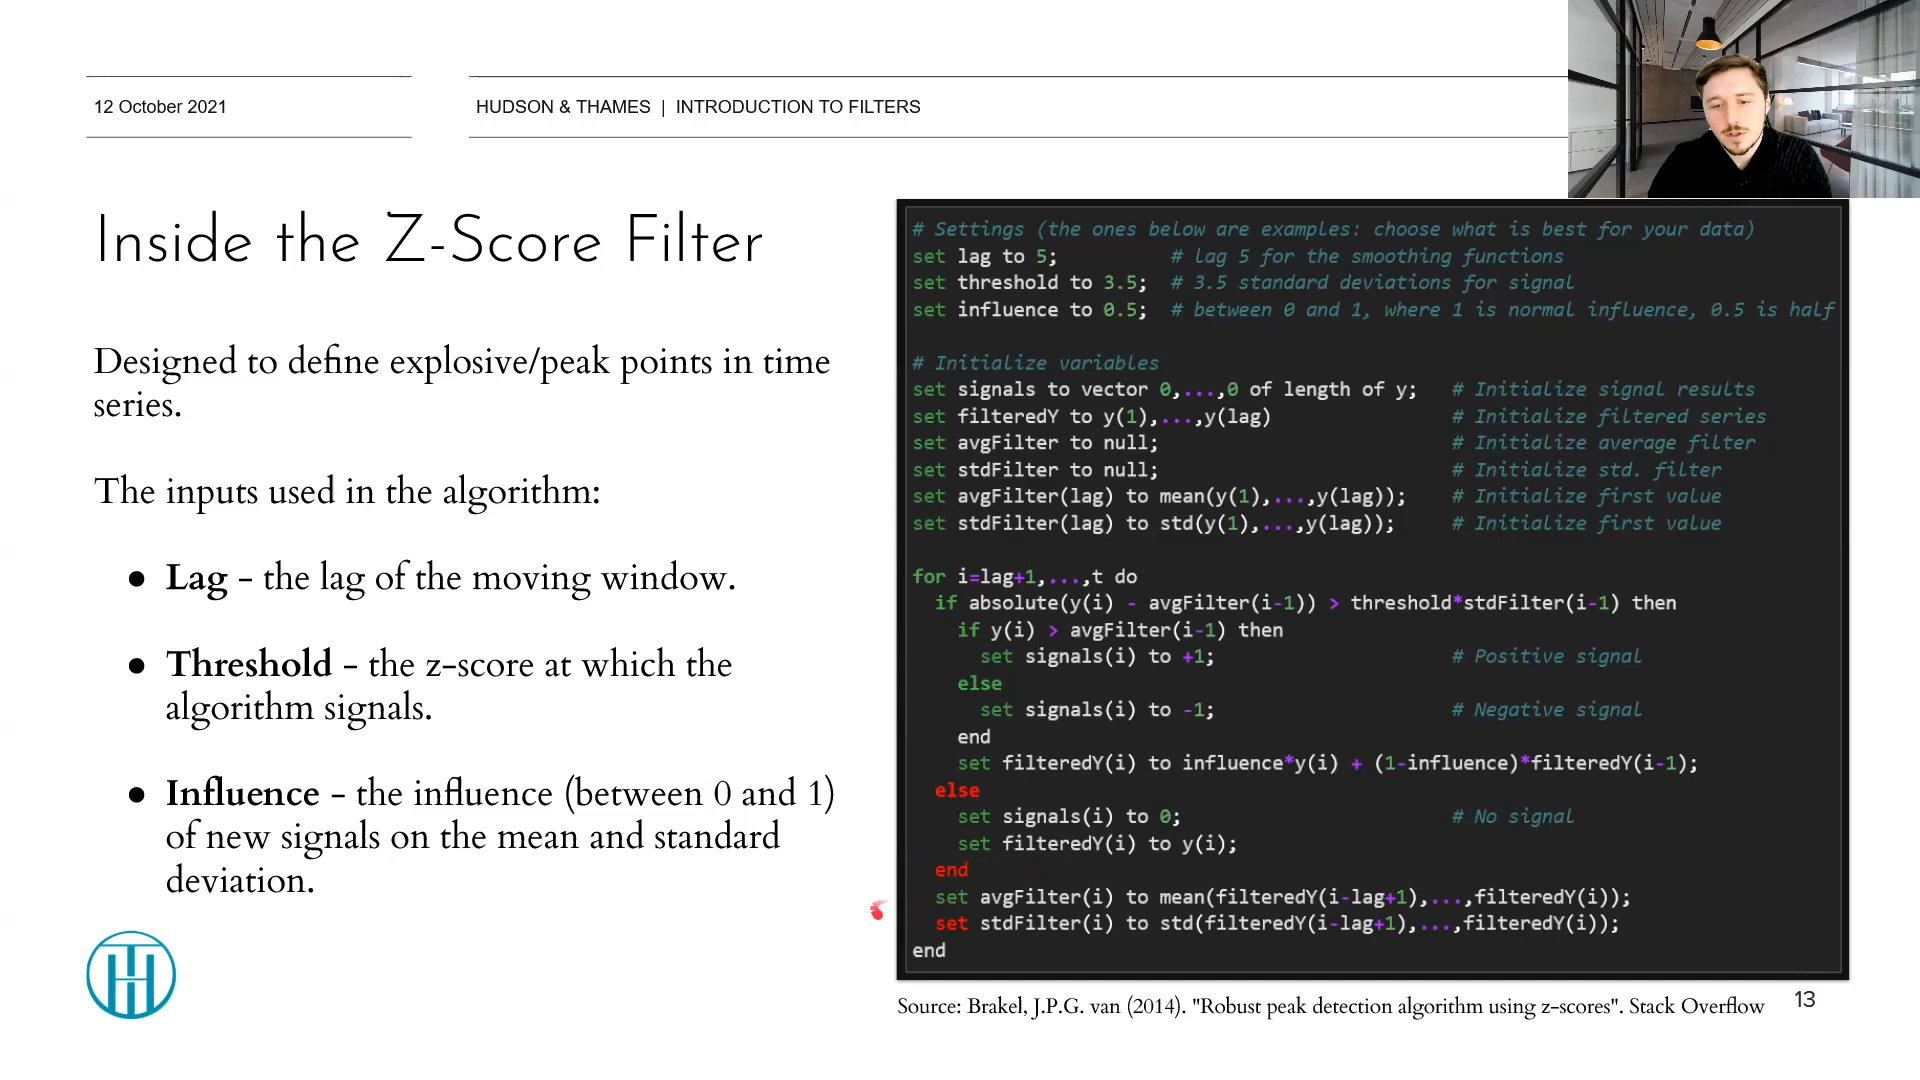 12 October 2021
HUDSON & THAMES | INTRODUCTION TO FILTERS
Inside the Z-Score Filter
Designed to define explosive/peak points in time
series.
The inputs used in the algorithm:
● Lag - the lag of the moving window.
● Threshold - the z-score at which the
algorithm signals.
● Influence - the influence (between 0 and 1)
of new signals on the mean and standard
deviation.
# Settings (the ones below are examples: choose what is best for your data)
set lag to 5; # lag 5 for the smoothing functions
set threshold to 3.5; # 3.5 standard deviations for signal
set influence to 0.5; # between 0 and 1, where 1 is normal influence, 0.5 is half
# Initialize variables
set signals to vector 0,...,0 of length of y; # Initialize signal results
set filteredY to y(1),...,y(lag) # Initialize filtered series
set avgFilter to null; # Initialize average filter
set stdFilter to null; # Initialize std. filter
set avgFilter(lag) to mean(y(1),...,y(lag)); # Initialize first value
set stdFilter(lag) to std(y(1),...,y(lag)); # Initialize first value
for i=lag+1,...,t do
if absolute(y(i) - avgFilter(i-1)) > threshold*stdFilter(i-1) then
if y(i) > avgFilter(i-1) then
set signals(i) to +1; # Positive signal
else
set signals(i) to -1; # Negative signal
end
set filteredY(i) to influence*y(i) + (1-influence)*filteredY(i-1);
else
set signals(i) to 0; # No signal
set filteredY(i) to y(i);
end
set avgFilter(i) to mean(filteredY(i-lag+1),...,filteredY(i));
set stdFilter(i) to std(filteredY(i-lag+1),...,filteredY(i));
end
Source: Brakel, J.P.G. van (2014). "Robust peak detection algorithm using z-scores". Stack Overflow
13